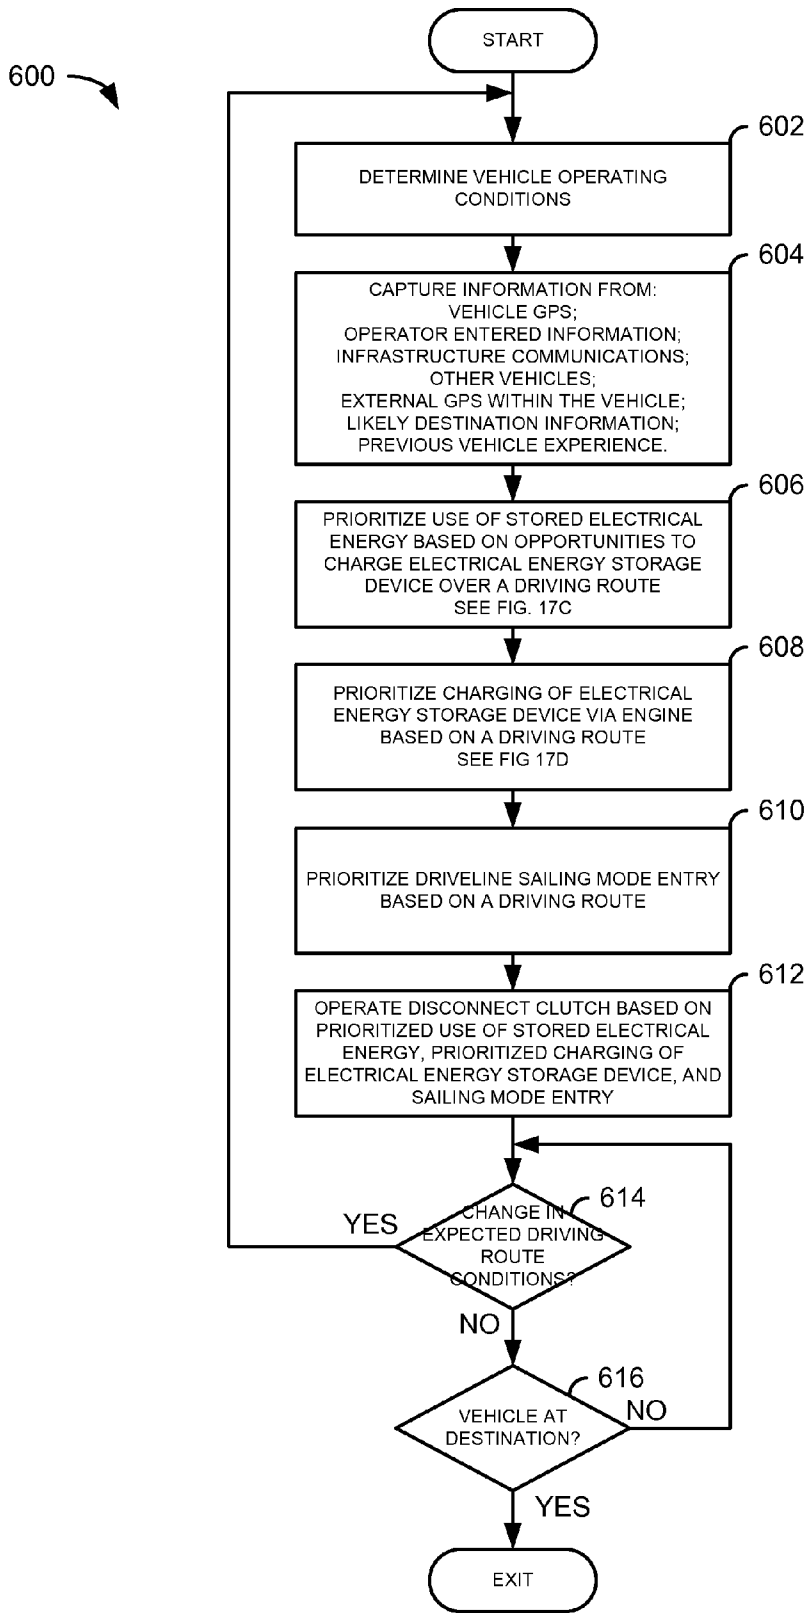 START
600
602
DETERMINE VEHICLE OPERATING
CONDITIONS
604
CAPTURE INFORMATION FROM:
VEHICLE GPS;
OPERATOR ENTERED INFORMATION;
INFRASTRUCTURE COMMUNICATIONS;
OTHER VEHICLES;
EXTERNAL GPS WITHIN THE VEHICLE;
LIKELY DESTINATION INFORMATION;
PREVIOUS VEHICLE EXPERIENCE.
606
PRIORITIZE USE OF STORED ELECTRICAL
ENERGY BASED ON OPPORTUNITIES TO
CHARGE ELECTRICAL ENERGY STORAGE
DEVICE OVER A DRIVING ROUTE
SEE FIG. 17C
608
PRIORITIZE CHARGING OF ELECTRICAL
ENERGY STORAGE DEVICE VIA ENGINE
BASED ON A DRIVING ROUTE
SEE FIG 17D
610
PRIORITIZE DRIVELINE SAILING MODE ENTRY
BASED ON A DRIVING ROUTE
612
OPERATE DISCONNECT CLUTCH BASED ON
PRIORITIZED USE OF STORED ELECTRICAL
ENERGY, PRIORITIZED CHARGING OF
ELECTRICAL ENERGY STORAGE DEVICE, AND
SAILING MODE ENTRY
614
YES
CHANGE IN
EXPECTED DRIVING
ROUTE
CONDITIONS?
NO
616
VEHICLE AT
DESTINATION?
NO
YES
EXIT